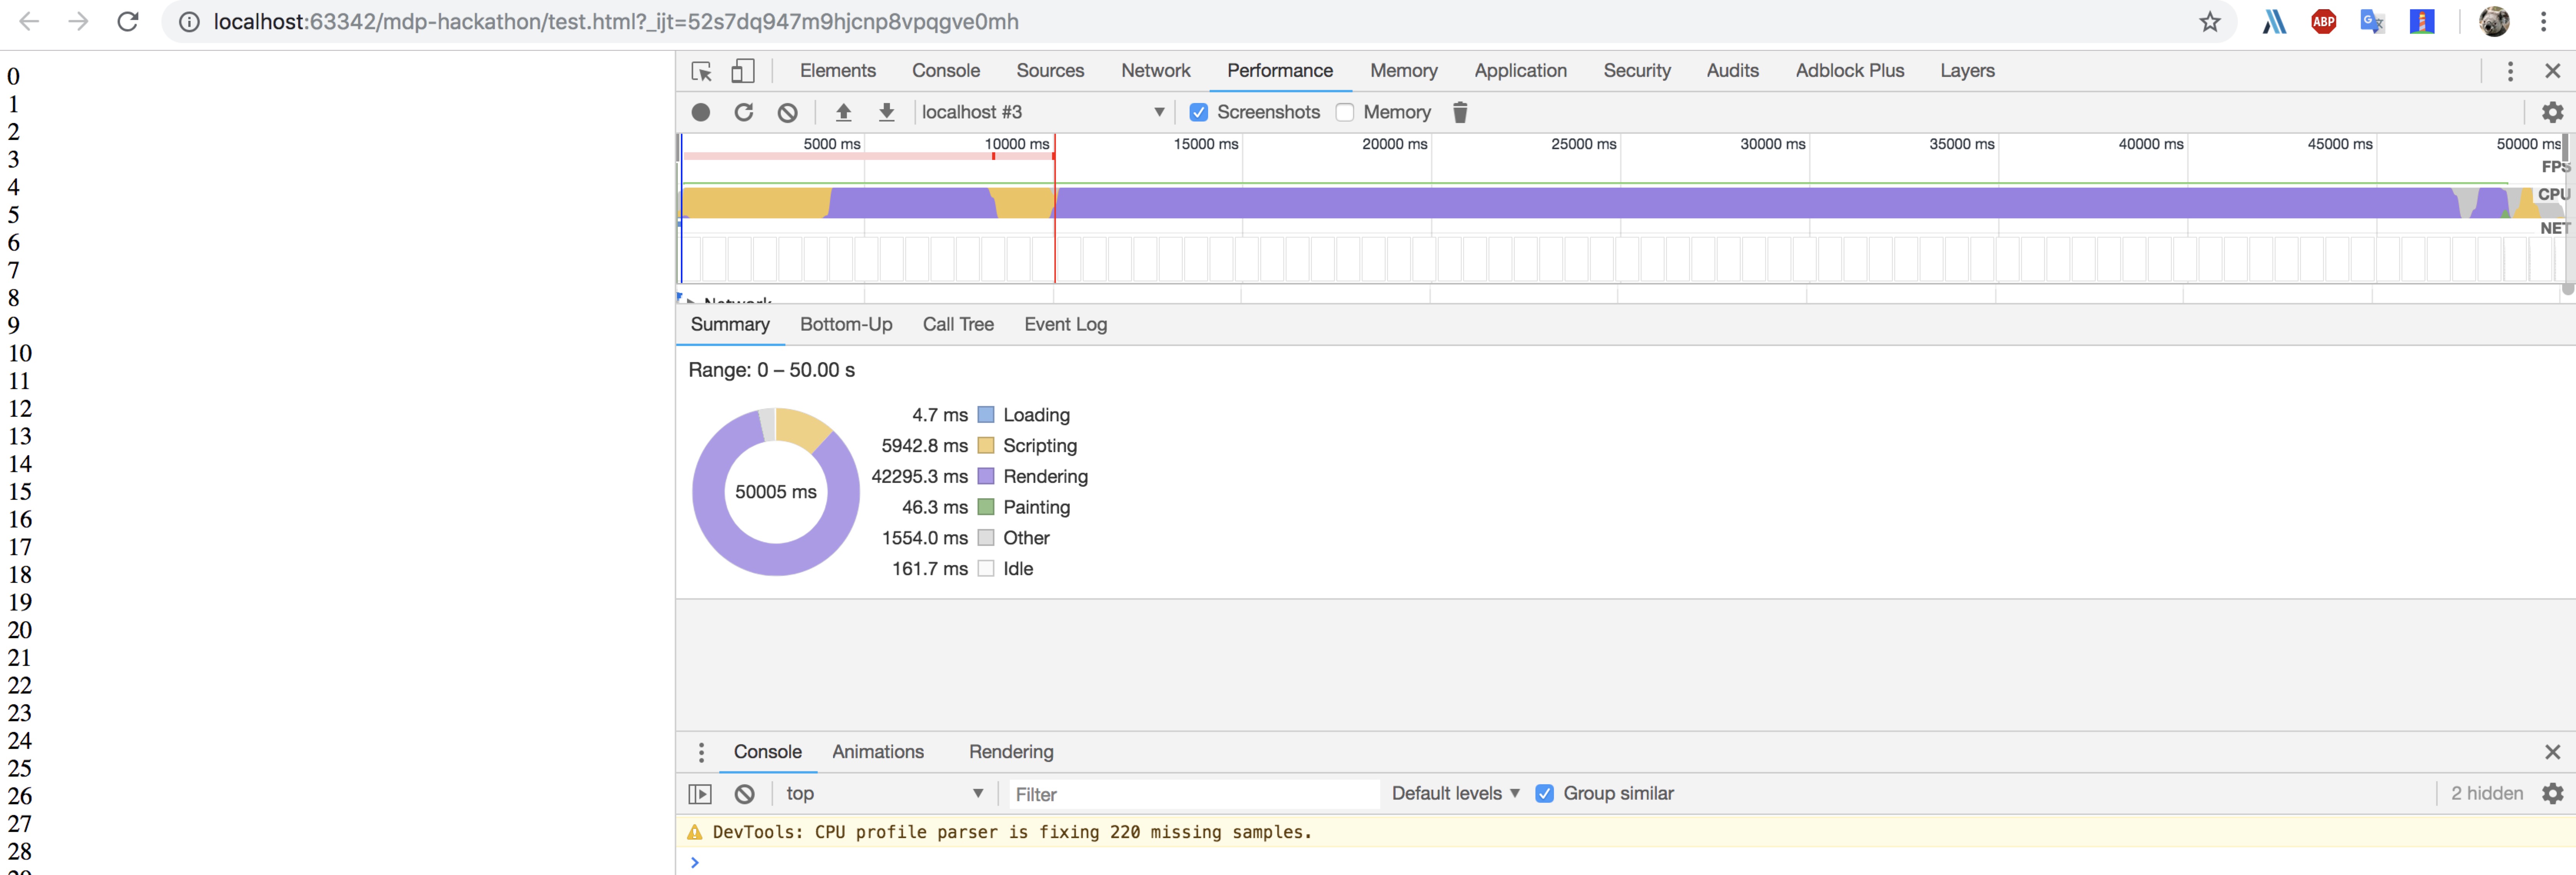 localhost:63342/mdp-hackathon/test.html?_ijt=52s7dq947m9hjcnp8vpqgve0mh
ABP
0
1
2
3
4
5
6
7
8
9
10
11
12
13
14
15
16
17
18
19
20
21
22
23
24
25
26
27
28
29
Elements Console Sources Network Performance Memory Application Security Audits Adblock Plus Layers
localhost #3 Screenshots Memory
5000 ms 10000 ms 15000 ms 20000 ms 25000 ms 30000 ms 35000 ms 40000 ms 45000 ms 50000 ms
FPS
CPU
NET
Network
Summary Bottom-Up Call Tree Event Log
Range: 0 – 50.00 s
50005 ms
4.7 ms Loading
5942.8 ms Scripting
42295.3 ms Rendering
46.3 ms Painting
1554.0 ms Other
161.7 ms Idle
Console Animations Rendering
top Filter Default levels Group similar 2 hidden
DevTools: CPU profile parser is fixing 220 missing samples.